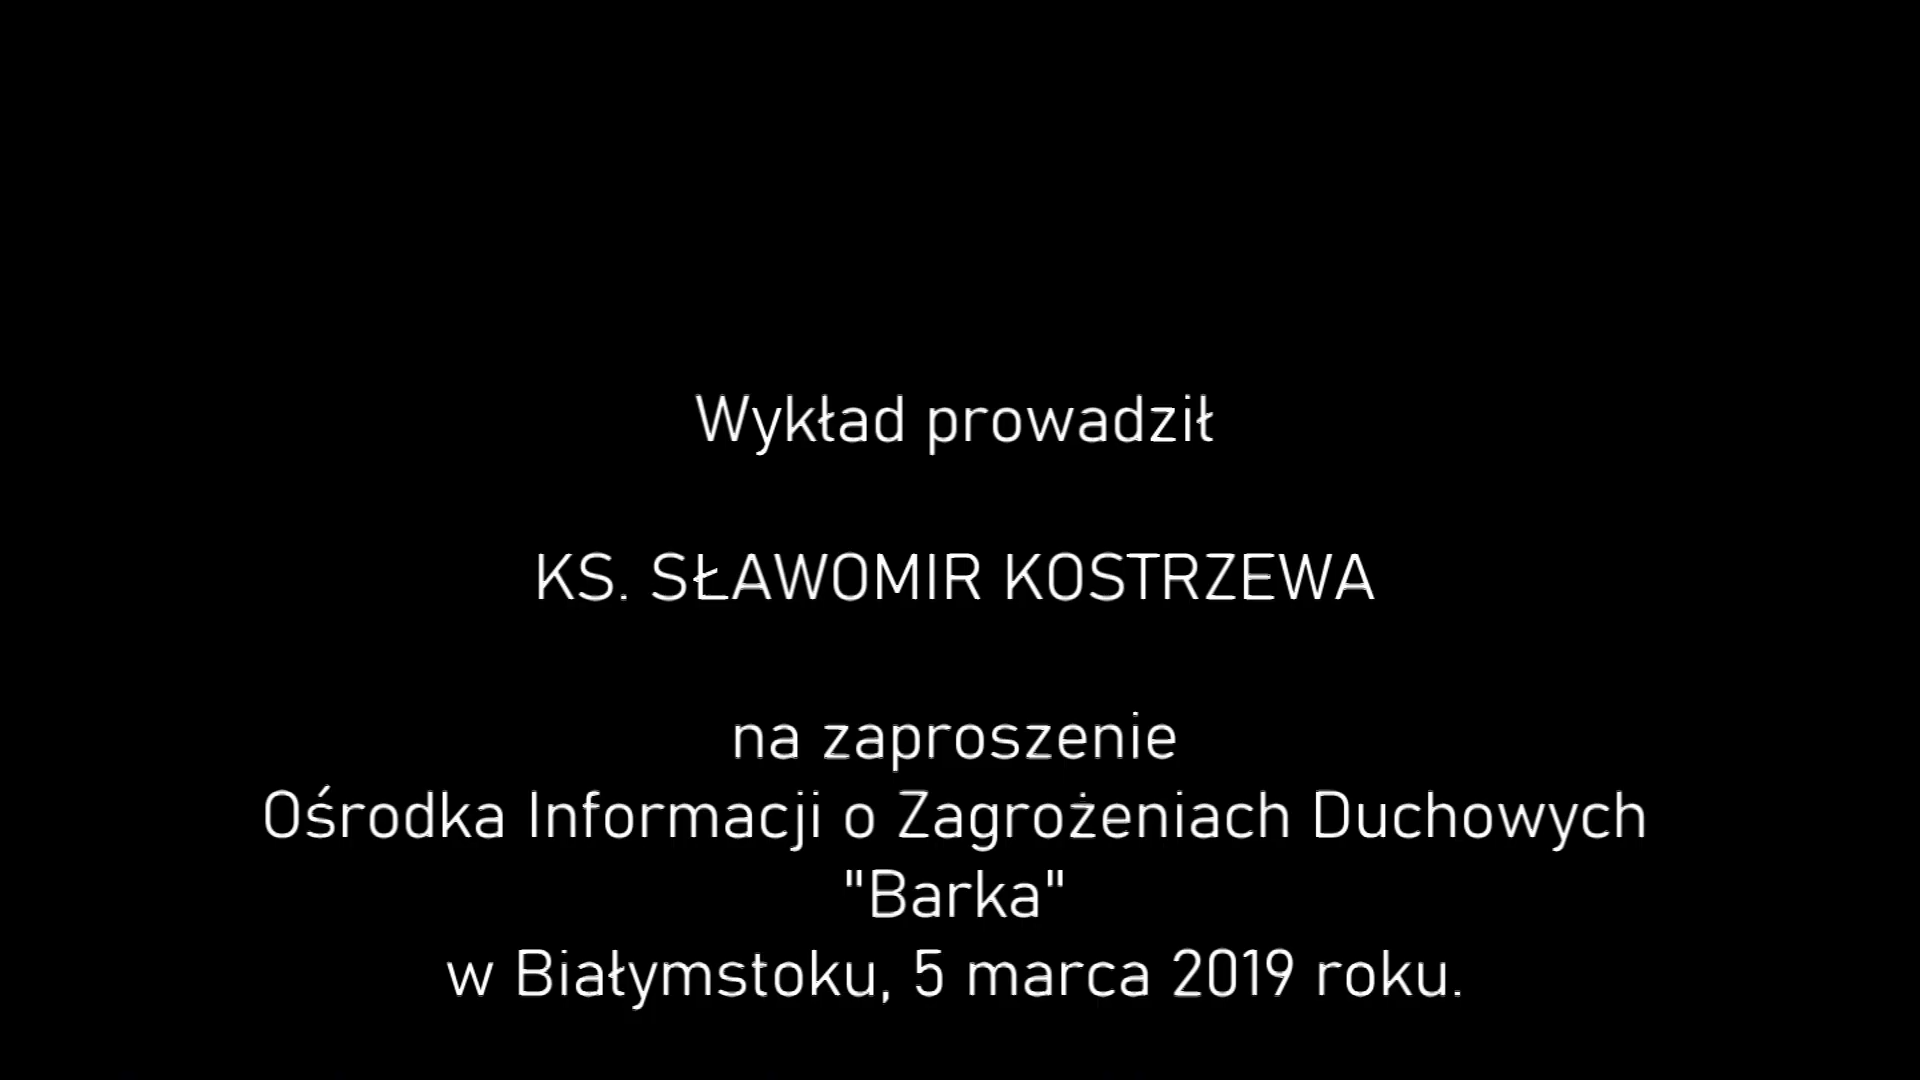 Wykład prowadził
KS. SŁAWOMIR KOSTRZEWA
na zaproszenie
Ośrodka Informacji o Zagrożeniach Duchowych
"Barka"
w Białymstoku, 5 marca 2019 roku.